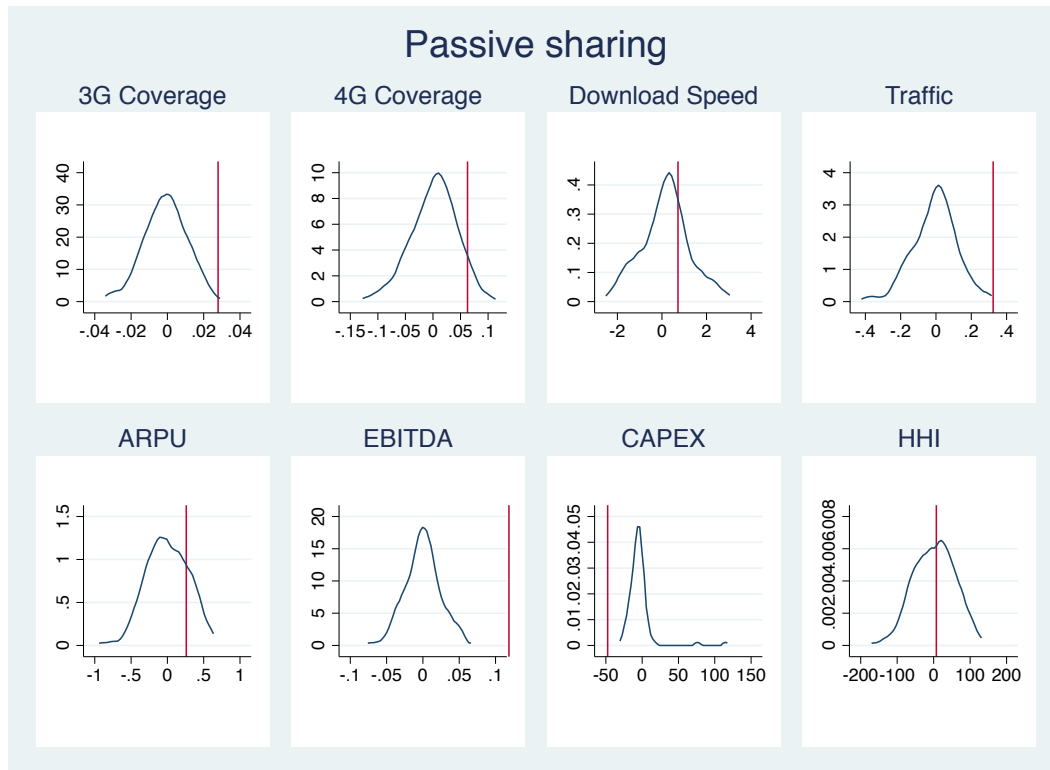 Passive sharing
3G Coverage
40
30
20
10
0
-.04 -.02 0 .02 .04
4G Coverage
10
8
6
4
2
0
-.15 -.1 -.05 0 .05 .1
Download Speed
.4
.3
.2
.1
0
-2 0 2 4
Traffic
4
3
2
1
0
-.4 -.2 0 .2 .4
ARPU
1.5
1
.5
0
-1 -.5 0 .5 1
EBITDA
20
15
10
5
0
-.1 -.05 0 .05 .1
CAPEX
.05
.04
.03
.02
.01
0
-50 0 50 100 150
HHI
.008
.006
.004
.002
0
-200 -100 0 100 200